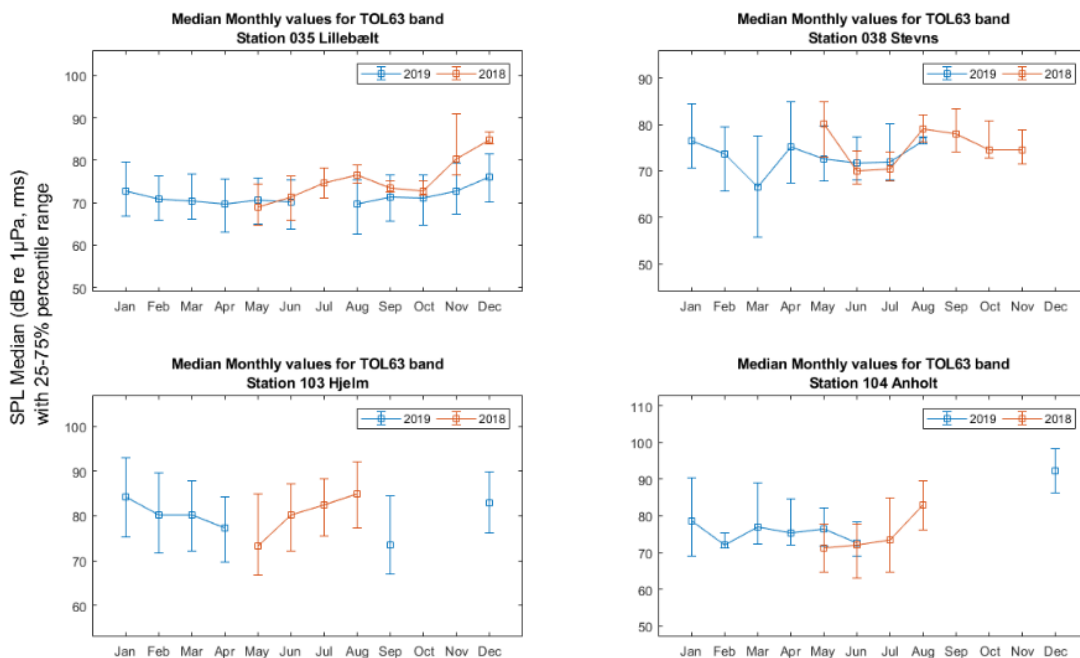 Median Monthly values for TOL63 band
Station 035 Lillebælt
2019 2018
100
90
80
70
60
50
Jan Feb Mar Apr May Jun Jul Aug Sep Oct Nov Dec
Median Monthly values for TOL63 band
Station 038 Stevns
2019 2018
90
80
70
60
50
Jan Feb Mar Apr May Jun Jul Aug Sep Oct Nov Dec
SPL Median (dB re 1µPa, rms)
with 25-75% percentile range
Median Monthly values for TOL63 band
Station 103 Hjelm
2019 2018
100
90
80
70
60
Jan Feb Mar Apr May Jun Jul Aug Sep Oct Nov Dec
Median Monthly values for TOL63 band
Station 104 Anholt
2019 2018
110
100
90
80
70
60
50
Jan Feb Mar Apr May Jun Jul Aug Sep Oct Nov Dec